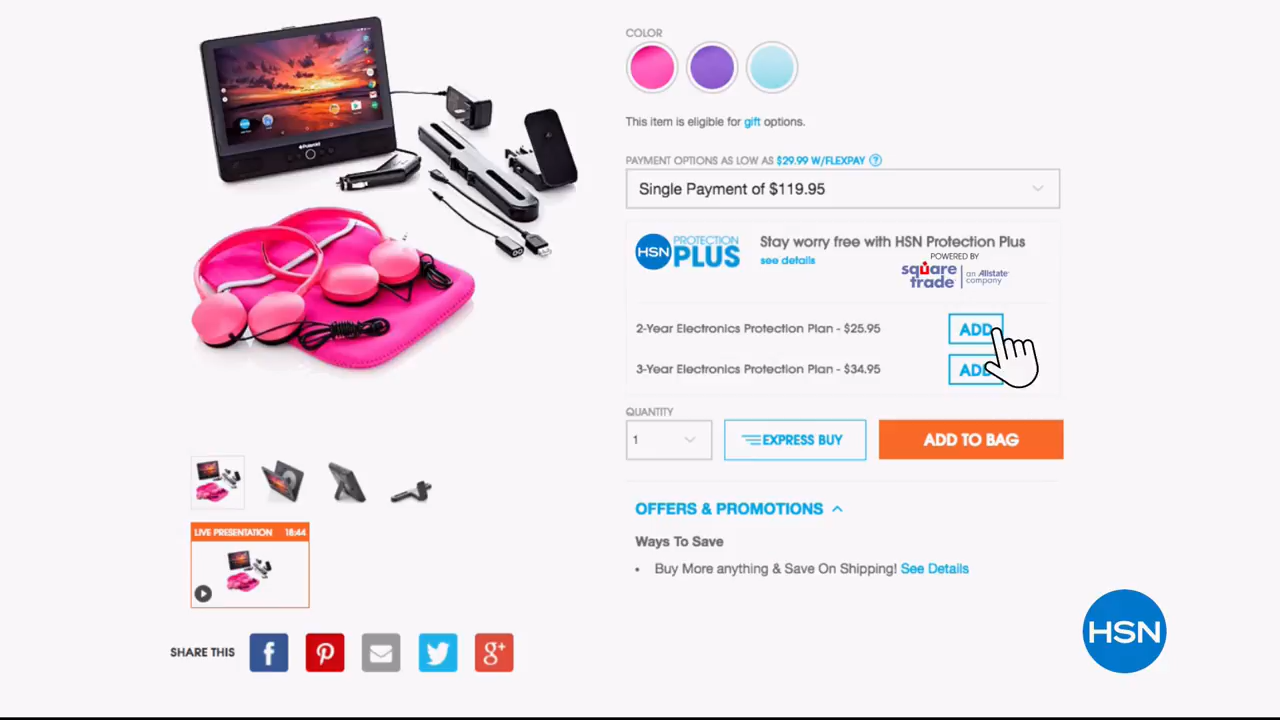 COLOR
This item is eligible for gift options.
PAYMENT OPTIONS AS LOW AS $29.99 W/FLEXPAY ?
Single Payment of $119.95
HSN PROTECTION PLUS
Stay worry free with HSN Protection Plus
see details
POWERED BY
square trade | an Allstate company
2-Year Electronics Protection Plan - $25.95
ADD
3-Year Electronics Protection Plan - $34.95
ADD
QUANTITY
1
EXPRESS BUY
ADD TO BAG
OFFERS & PROMOTIONS
Ways To Save
• Buy More anything & Save On Shipping! See Details
Polaroid
LIVE PRESENTATION 18:44
SHARE THIS
HSN